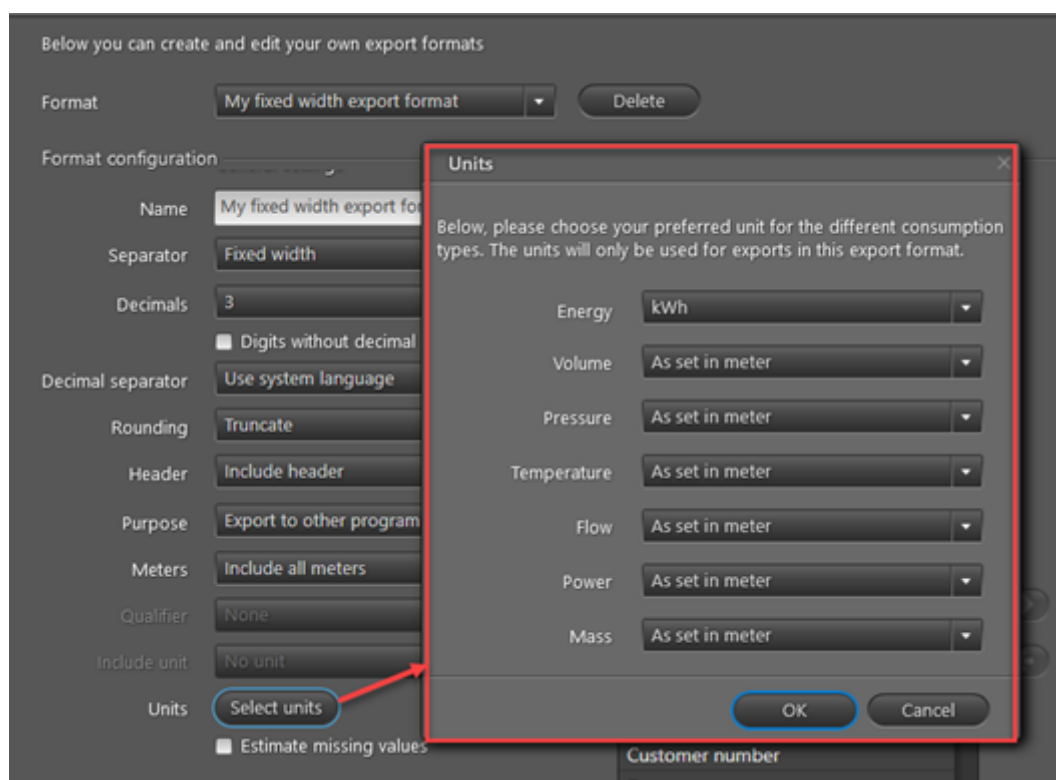 Below you can create and edit your own export formats
Format My fixed width export format Delete
Format configuration
Name My fixed width export for
Separator Fixed width
Decimals 3
Digits without decimal
Decimal separator Use system language
Rounding Truncate
Header Include header
Purpose Export to other program
Meters Include all meters
Qualifier None
Include unit No unit
Units Select units
Estimate missing values
Units
Below, please choose your preferred unit for the different consumption
types. The units will only be used for exports in this export format.
Energy kWh
Volume As set in meter
Pressure As set in meter
Temperature As set in meter
Flow As set in meter
Power As set in meter
Mass As set in meter
OK Cancel
Customer number